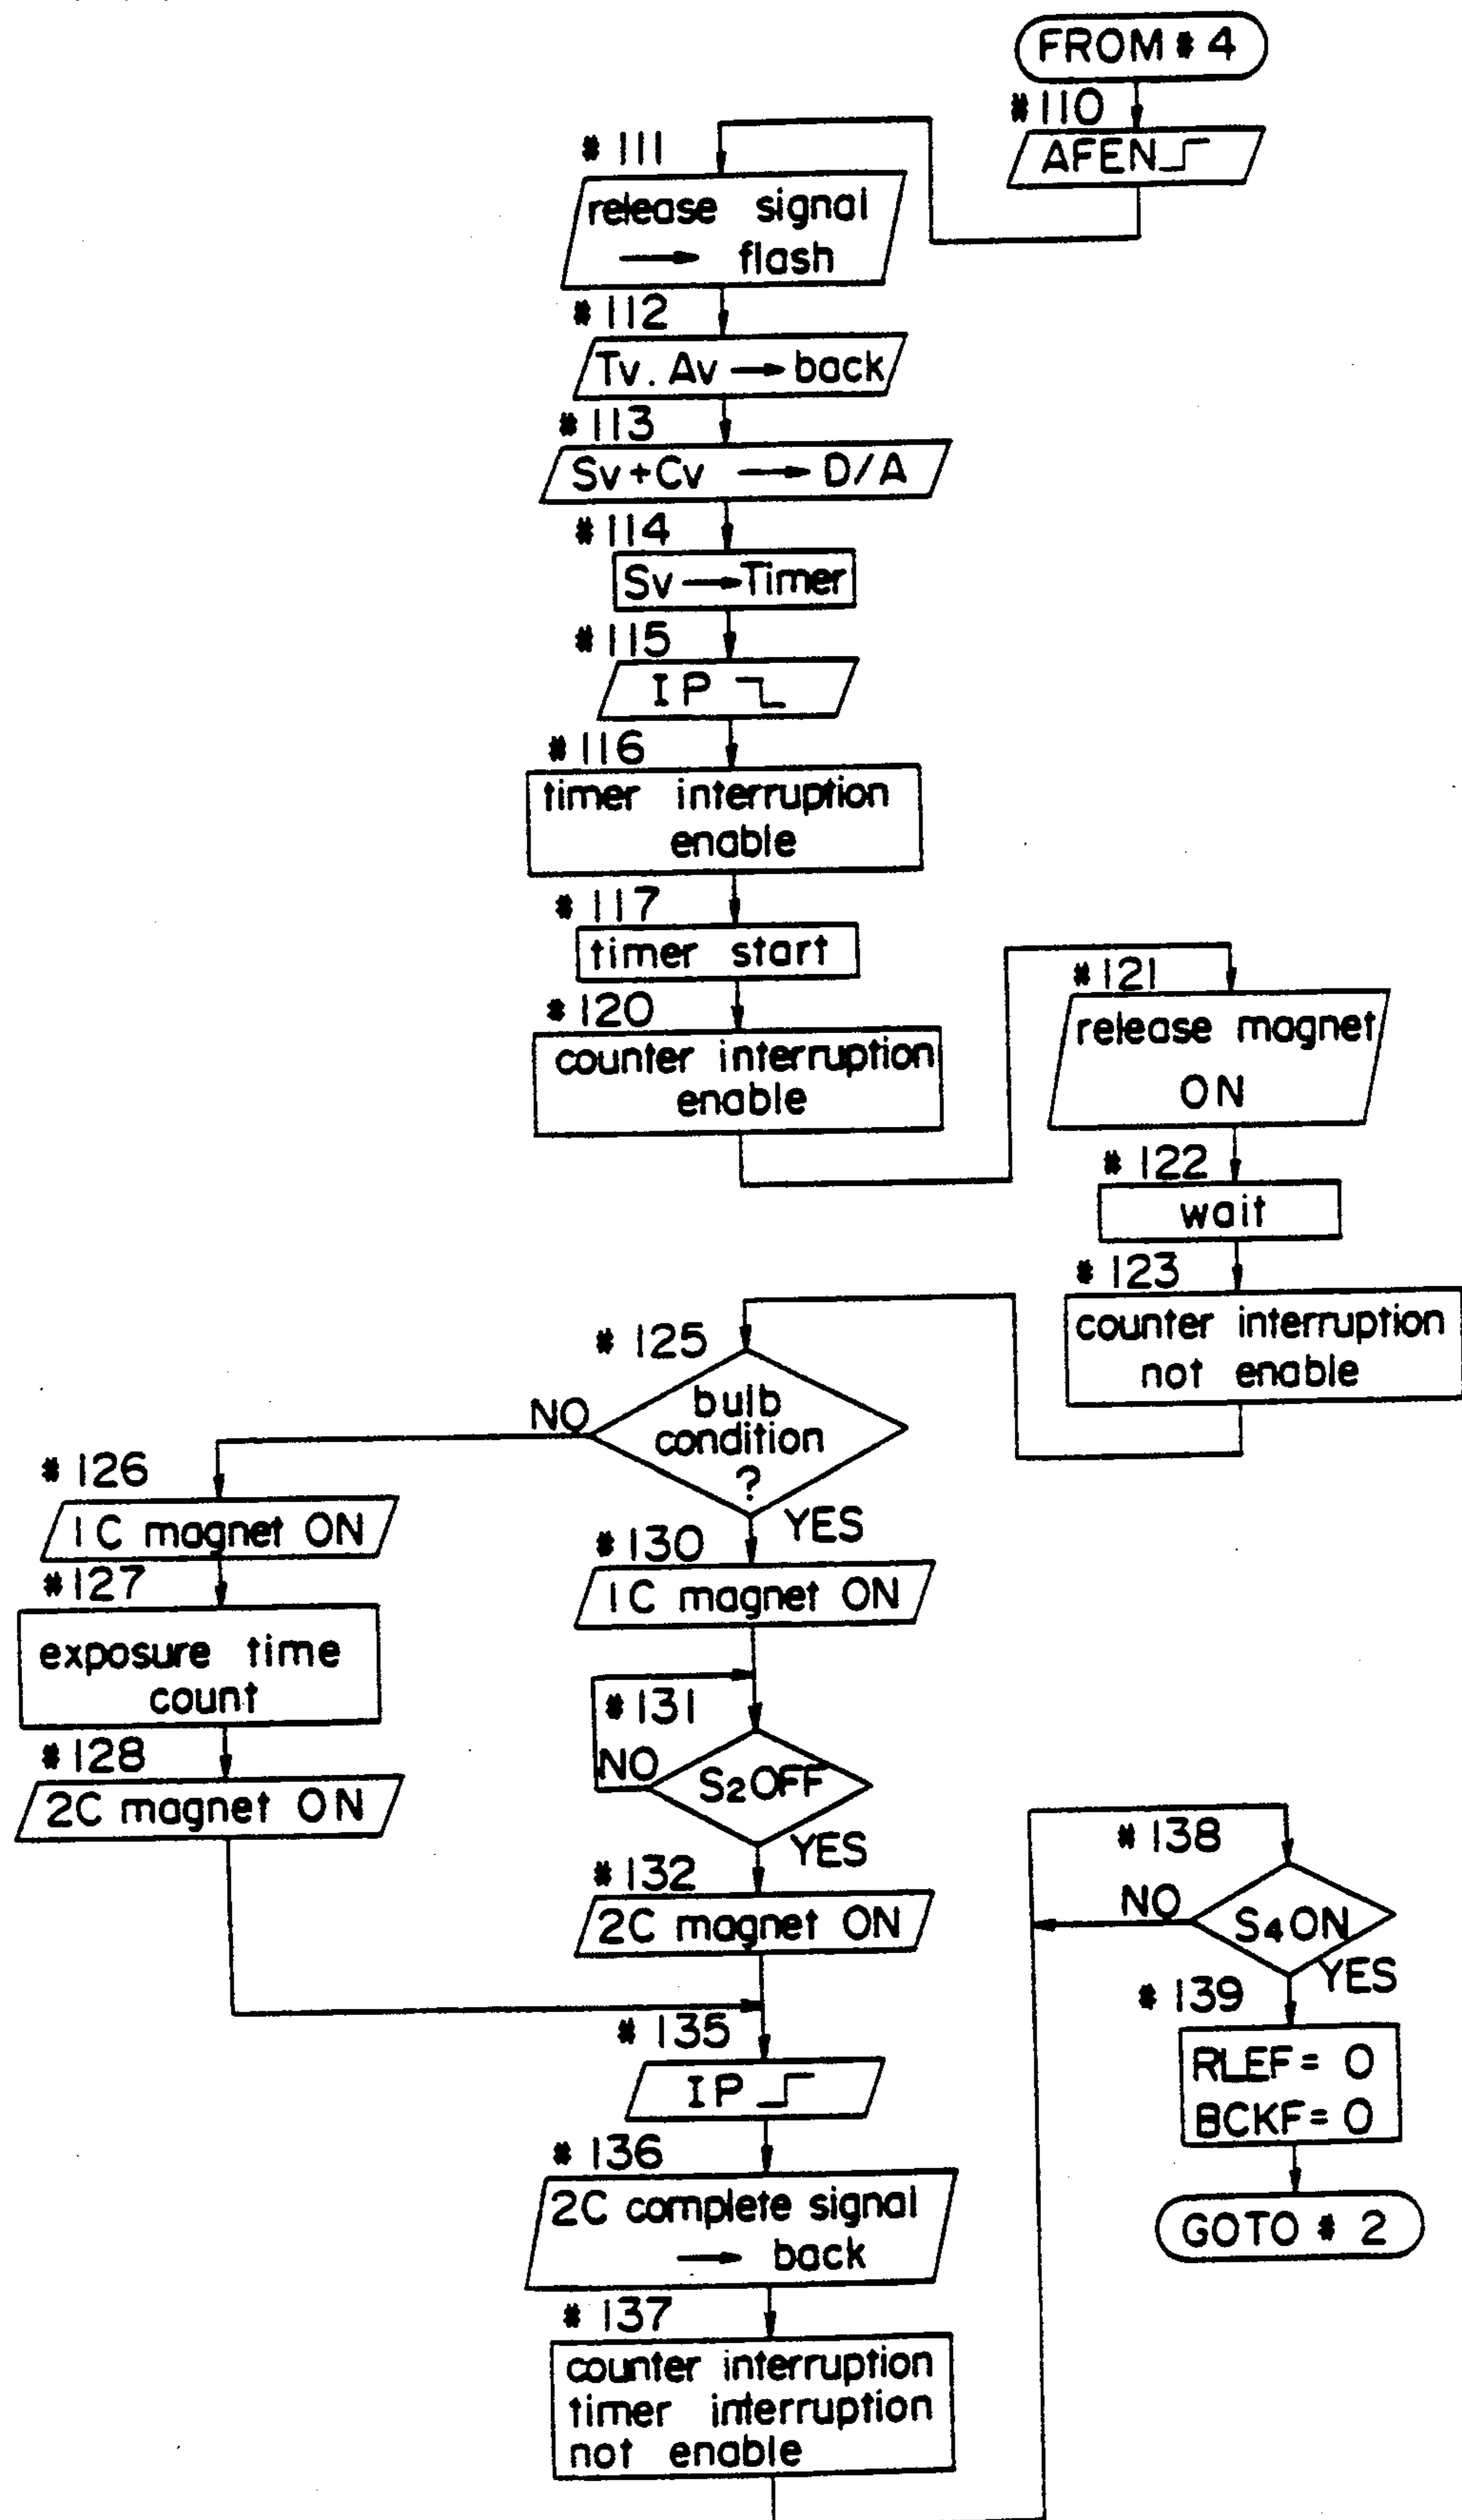 FROM # 4
# 110
AFEN
# 111
release signal
→ flash
# 112
Tv. Av → back
# 113
Sv+Cv → D/A
# 114
Sv → Timer
# 115
IP
# 116
timer interruption
enable
# 117
timer start
# 120
counter interruption
enable
# 121
release magnet
ON
# 122
wait
# 123
counter interruption
not enable
# 125
bulb
condition
?
NO
YES
# 126
1C magnet ON
# 127
exposure time
count
# 128
2C magnet ON
# 130
1C magnet ON
# 131
S2OFF
NO
YES
# 132
2C magnet ON
# 135
IP
# 136
2C complete signal
→ back
# 137
counter interruption
timer interruption
not enable
# 138
S4ON
NO
YES
# 139
RLEF = 0
BCKF = 0
GOTO # 2